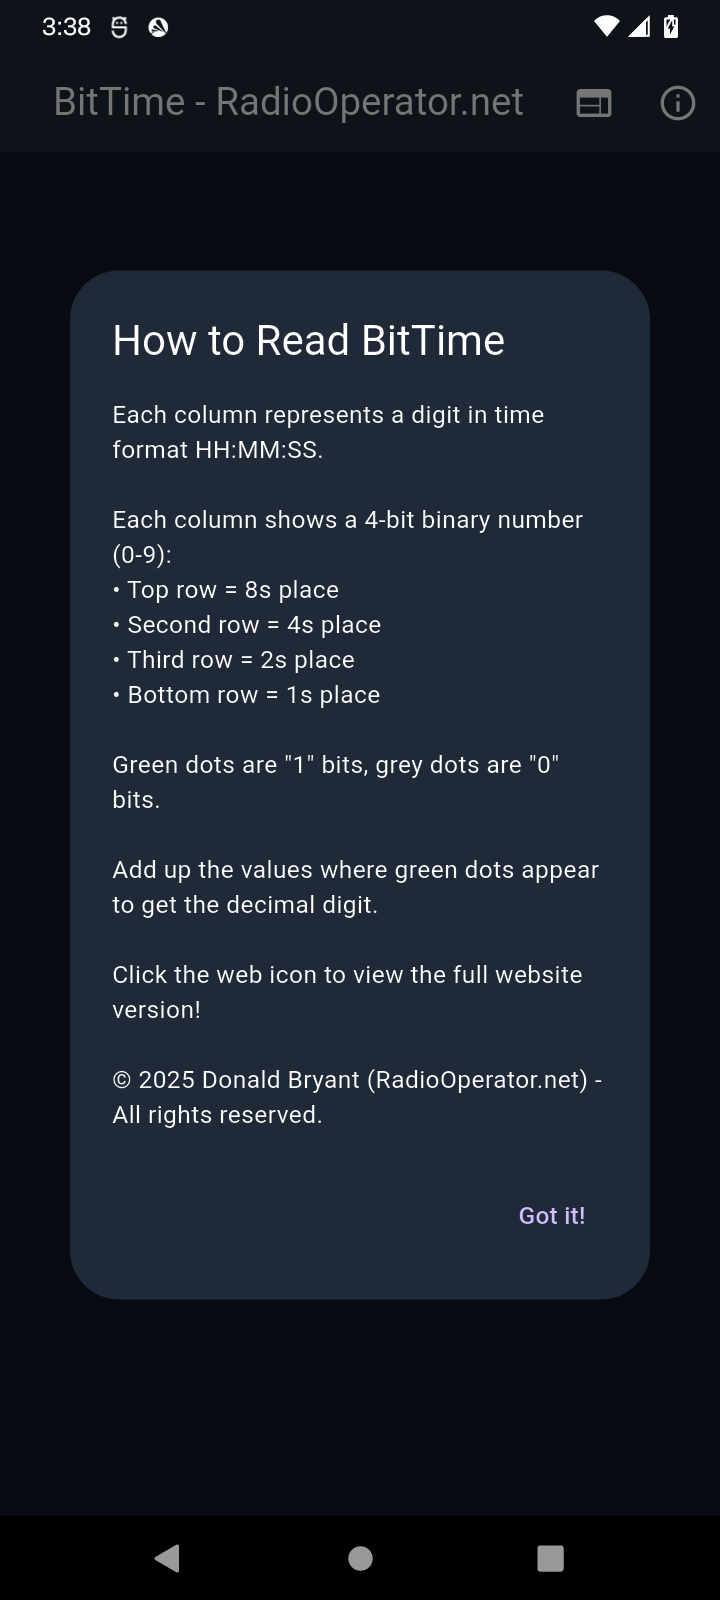 3:38
BitTime - RadioOperator.net
How to Read BitTime
Each column represents a digit in time
format HH:MM:SS.
Each column shows a 4-bit binary number
(0-9):
• Top row = 8s place
• Second row = 4s place
• Third row = 2s place
• Bottom row = 1s place
Green dots are "1" bits, grey dots are "0"
bits.
Add up the values where green dots appear
to get the decimal digit.
Click the web icon to view the full website
version!
© 2025 Donald Bryant (RadioOperator.net) -
All rights reserved.
Got it!